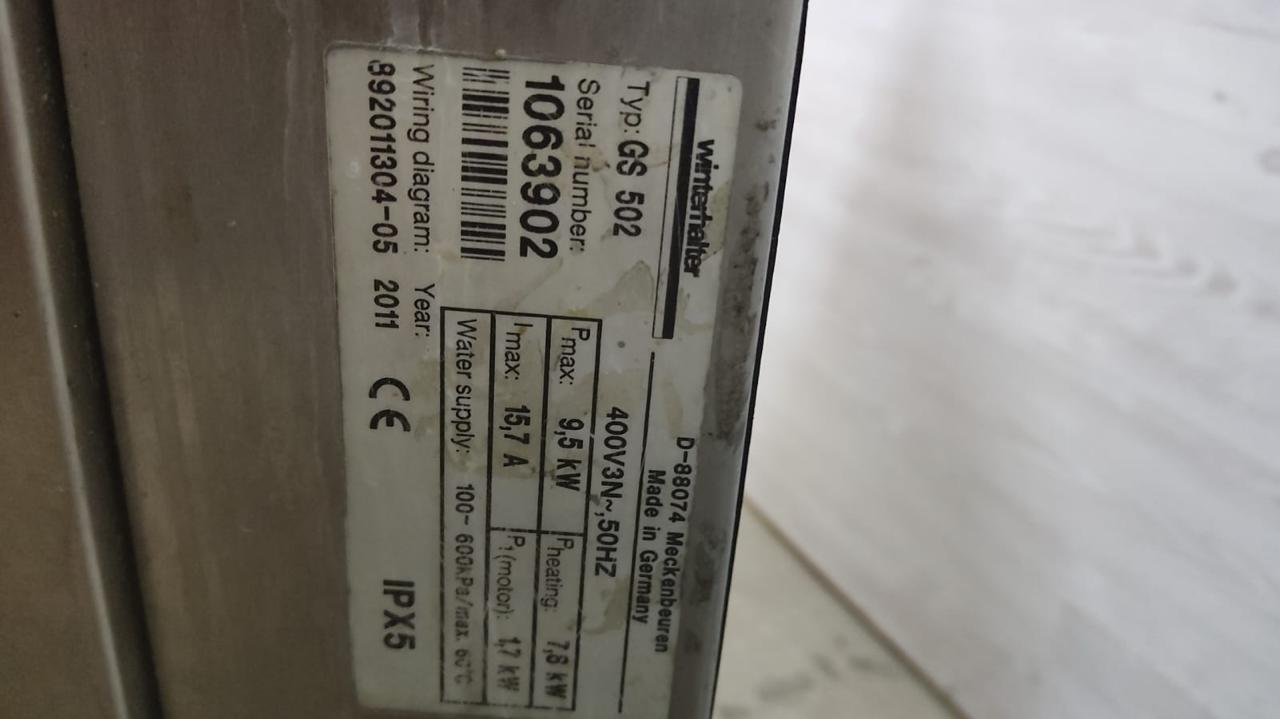 winterhalter
D-88074 Meckenbeuren
Made in Germany
Typ: GS 502
400V3N~,50HZ
Serial number:
1063902
Pmax: 9,5 kW
Pheating: 7,8 kW
Imax: 15,7 A
P1(motor): 1,7 kW
Water supply: 100- 600kPa/max. 60°C
Wiring diagram: Year:
892011304-05 2011
CE
IPX5